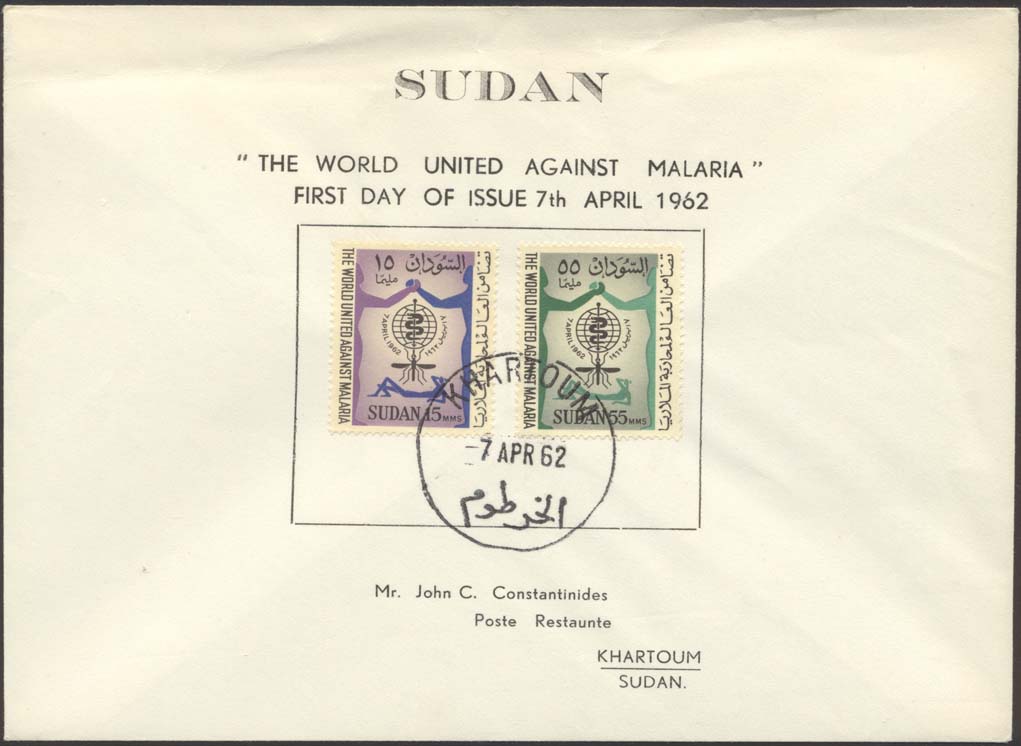 SUDAN
" THE WORLD UNITED AGAINST MALARIA "
FIRST DAY OF ISSUE 7th APRIL 1962
١٥ السودان
مليمًا
THE WORLD UNITED AGAINST MALARIA
7 APRIL 1962
SUDAN 15 MMS
٥٥ السودان
مليمًا
THE WORLD UNITED AGAINST MALARIA
7 APRIL 1962
SUDAN 55 MMS
KHARTOUM
-7 APR 62
الخرطوم
Mr. John C. Constantinides
Poste Restaunte
KHARTOUM
SUDAN.